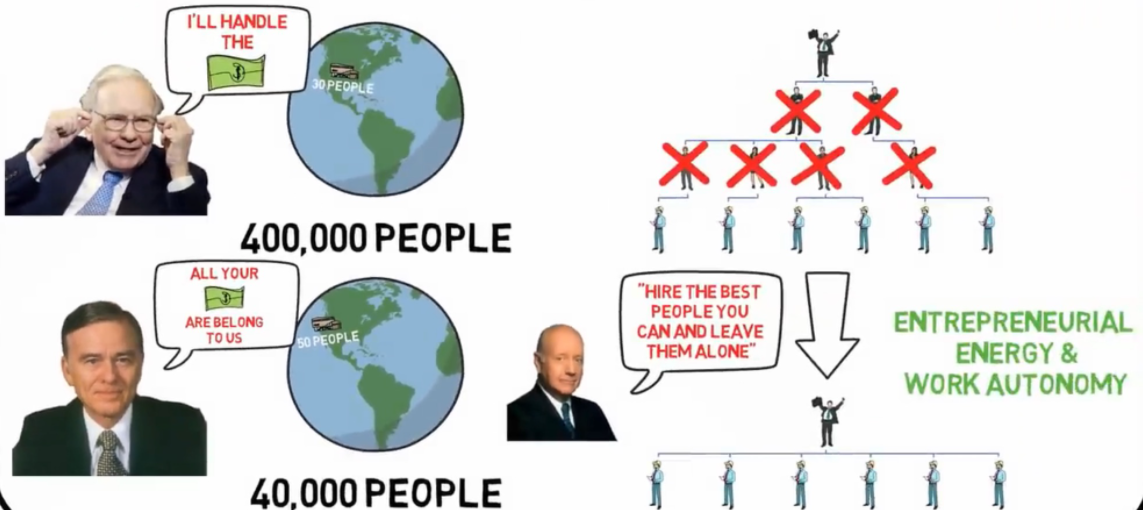 I'LL HANDLE
THE
$
30 PEOPLE
400,000 PEOPLE
ALL YOUR
$
ARE BELONG
TO US
50 PEOPLE
40,000 PEOPLE
"HIRE THE BEST
PEOPLE YOU
CAN AND LEAVE
THEM ALONE"
ENTREPRENEURIAL
ENERGY &
WORK AUTONOMY